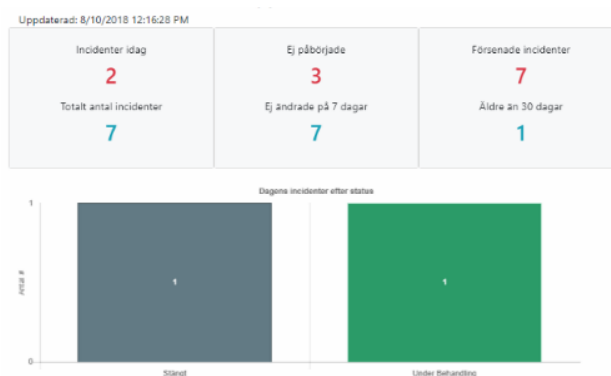 Uppdaterad: 8/10/2018 12:16:28 PM
Incidenter idag
2
Totalt antal incidenter
7
Ej påbörjade
3
Ej ändrade på 7 dagar
7
Försenade incidenter
7
Äldre än 30 dagar
1
Dagens incidenter efter status
1
Antal #
0
1
1
Stängt
Under Behandling